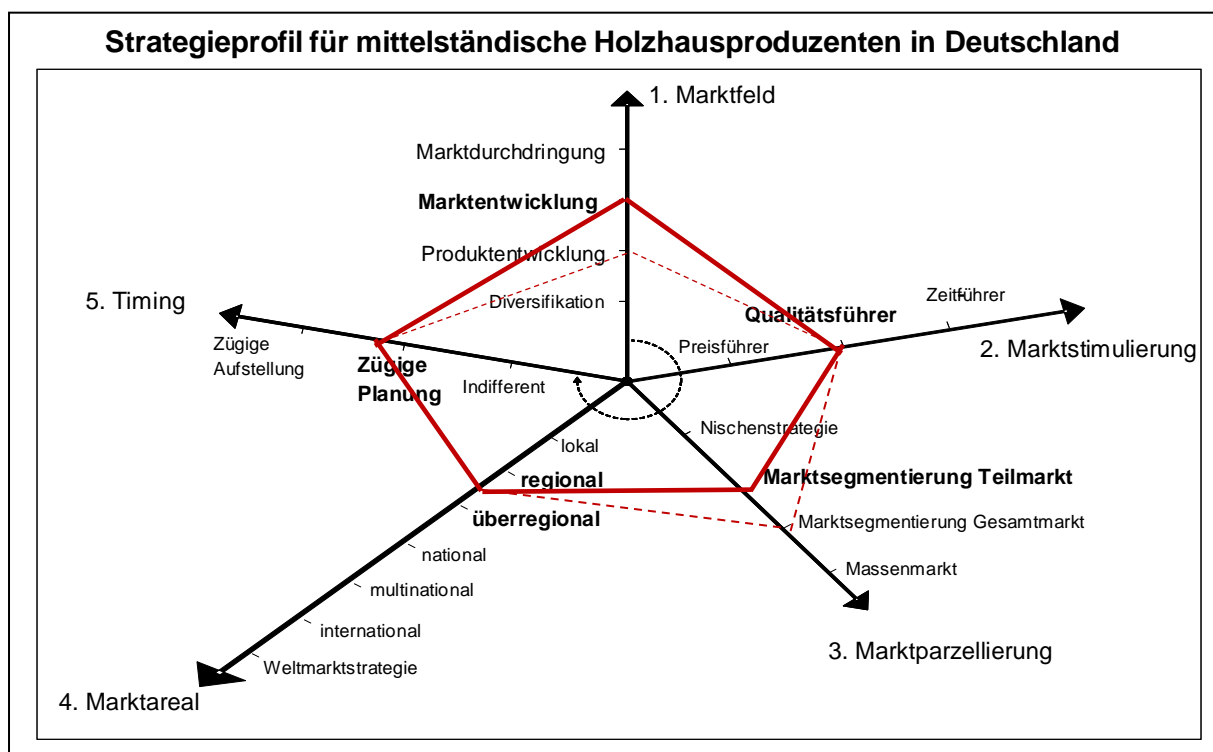 Strategieprofil für mittelständische Holzhausproduzenten in Deutschland
1. Marktfeld
Marktdurchdringung
Marktentwicklung
Produktentwicklung
Diversifikation
5. Timing
Zügige
Aufstellung
Zügige
Planung
Indifferent
Zeitführer
Qualitätsführer
Preisführer
2. Marktstimulierung
Nischenstrategie
Marktsegmentierung Teilmarkt
Marktsegmentierung Gesamtmarkt
Massenmarkt
3. Marktparzellierung
lokal
regional
überregional
national
multinational
international
Weltmarktstrategie
4. Marktareal